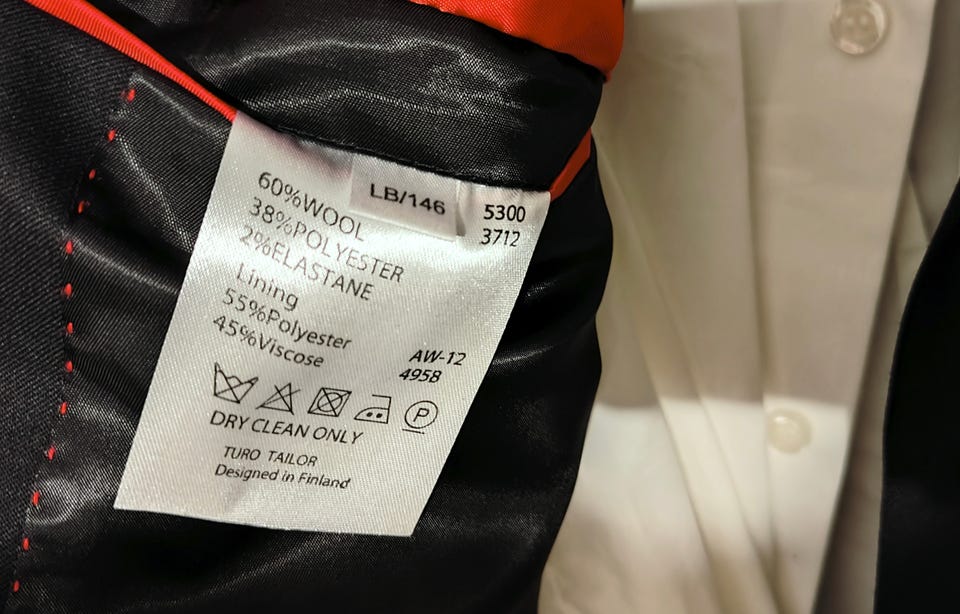 60%WOOL
38%POLYESTER
2%ELASTANE
Lining
55%Polyester
45%Viscose
LB/146
5300
3712
AW-12
4958
P
DRY CLEAN ONLY
TURO TAILOR
Designed in Finland